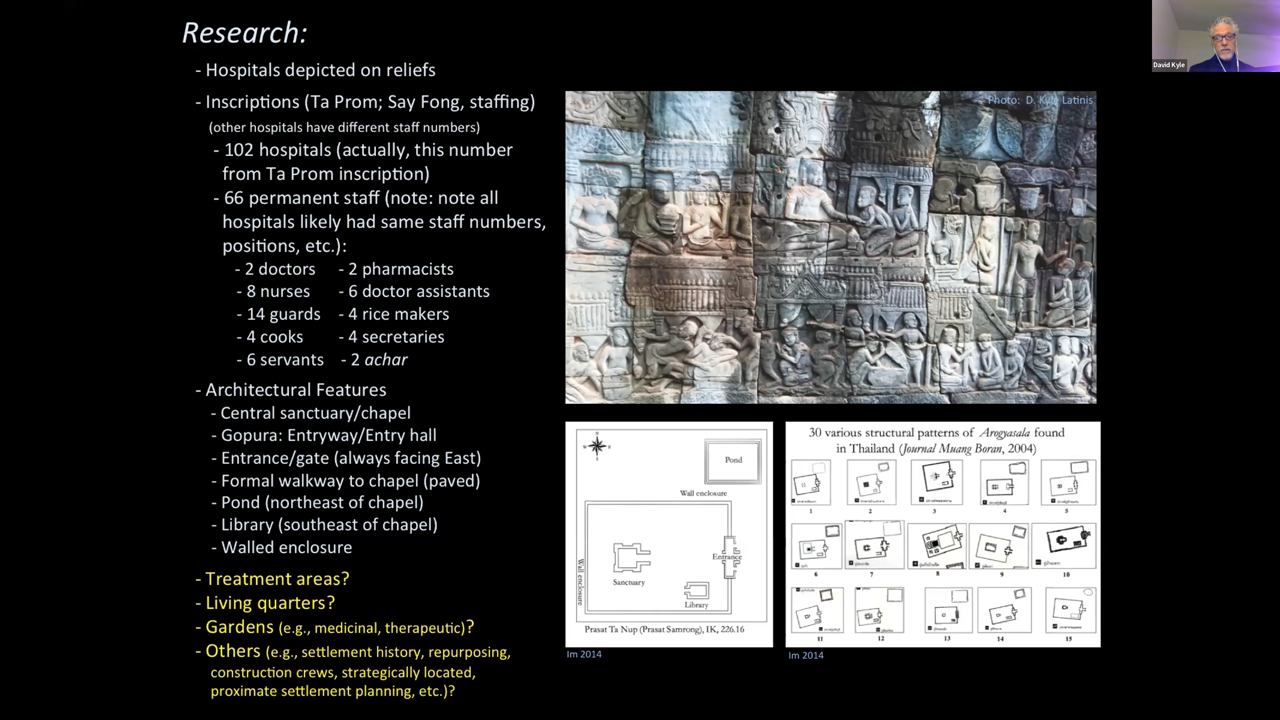 Research:
- Hospitals depicted on reliefs
- Inscriptions (Ta Prom; Say Fong, staffing)
(other hospitals have different staff numbers)
- 102 hospitals (actually, this number
from Ta Prom inscription)
- 66 permanent staff (note: note all
hospitals likely had same staff numbers,
positions, etc.):
- 2 doctors - 2 pharmacists
- 8 nurses - 6 doctor assistants
- 14 guards - 4 rice makers
- 4 cooks - 4 secretaries
- 6 servants - 2 achar
- Architectural Features
- Central sanctuary/chapel
- Gopura: Entryway/Entry hall
- Entrance/gate (always facing East)
- Formal walkway to chapel (paved)
- Pond (northeast of chapel)
- Library (southeast of chapel)
- Walled enclosure
- Treatment areas?
- Living quarters?
- Gardens (e.g., medicinal, therapeutic)?
- Others (e.g., settlement history, repurposing,
construction crews, strategically located,
proximate settlement planning, etc.)?
Photo: D. Kyle Latinis
Pond
Wall enclosure
Entrance
Sanctuary
Wall enclosure
Library
Prasat Ta Nup (Prasat Samrong), IK, 226.16
Im 2014
30 various structural patterns of Arogyasala found
in Thailand (Journal Muang Boran, 2004)
1 2 3 4 5
6 7 8 9 10
11 12 13 14 15
Im 2014
David Kyle